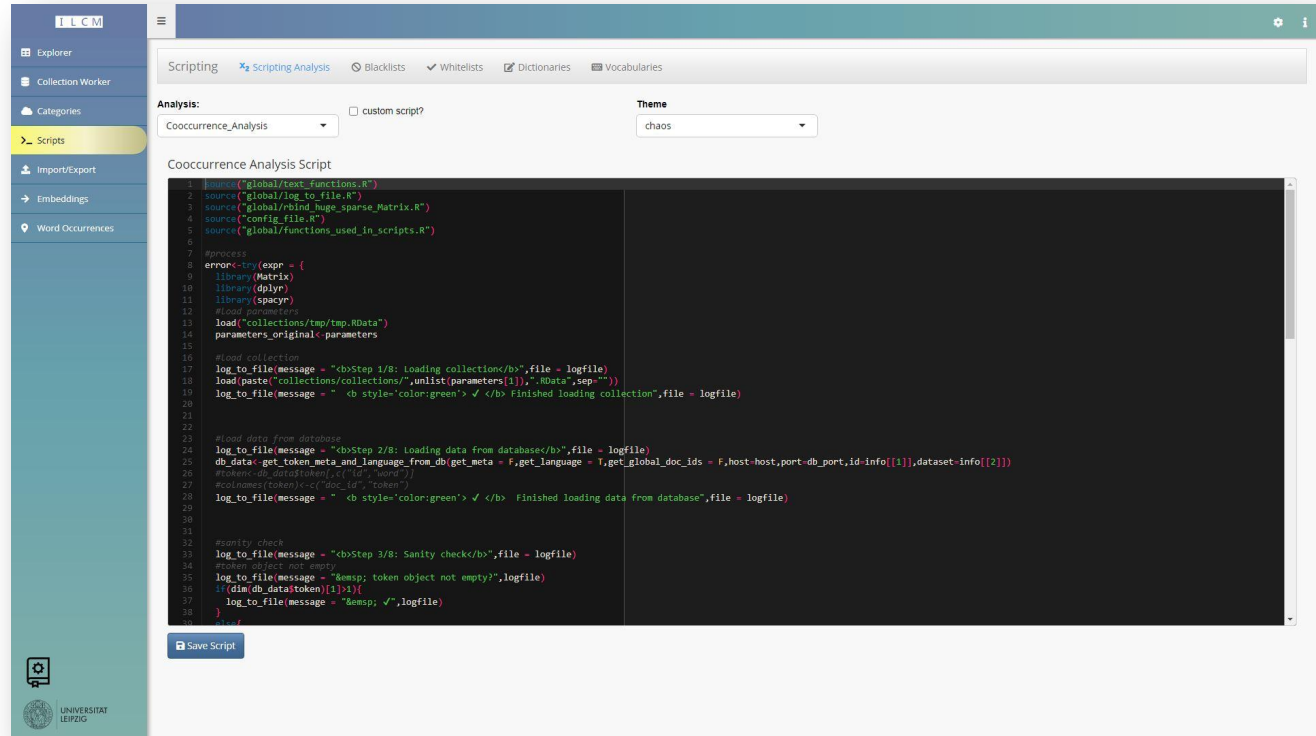 I L C M
Explorer
Collection Worker
Categories
Scripts
Import/Export
Embeddings
Word Occurrences
Scripting Scripting Analysis Blacklists Whitelists Dictionaries Vocabularies
Analysis: custom script? Theme
Cooccurrence_Analysis chaos
Cooccurrence Analysis Script
1 source("global/text_functions.R")
2 source("global/log_to_file.R")
3 source("global/rbind_huge_sparse_Matrix.R")
4 source("config_file.R")
5 source("global/functions_used_in_scripts.R")
6
7 #process
8 error<-try(expr = {
9 library(Matrix)
10 library(dplyr)
11 library(spacyr)
12 #load parameters
13 load("collections/tmp/tmp.RData")
14 parameters_original<-parameters
15
16 #load collection
17 log_to_file(message = "<b>Step 1/8: Loading collection</b>",file = logfile)
18 load(paste("collections/collections/",unlist(parameters[1]),".RData",sep=""))
19 log_to_file(message = "  <b style='color:green'> ✔ </b> Finished loading collection",file = logfile)
20
21
22
23 #Load data from database
24 log_to_file(message = "<b>Step 2/8: Loading data from database</b>",file = logfile)
25 db_data<-get_token_meta_and_language_from_db(get_meta = F,get_language = T,get_global_doc_ids = F,host=host,port=db_port,id=info[[1]],dataset=info[[2]])
26 #token<-db_data$token[,c("id","word")]
27 #colnames(token)<-c("doc_id","token")
28 log_to_file(message = "  <b style='color:green'> ✔ </b>  Finished loading data from database",file = logfile)
29
30
31
32 #sanity check
33 log_to_file(message = "<b>Step 3/8: Sanity check</b>",file = logfile)
34 #token object not empty
35 log_to_file(message = "&emsp; token object not empty?",logfile)
36 if(dim(db_data$token)[1]>1){
37 log_to_file(message = "&emsp; ✔",logfile)
38 }
39 else{
Save Script
UNIVERSITÄT
LEIPZIG